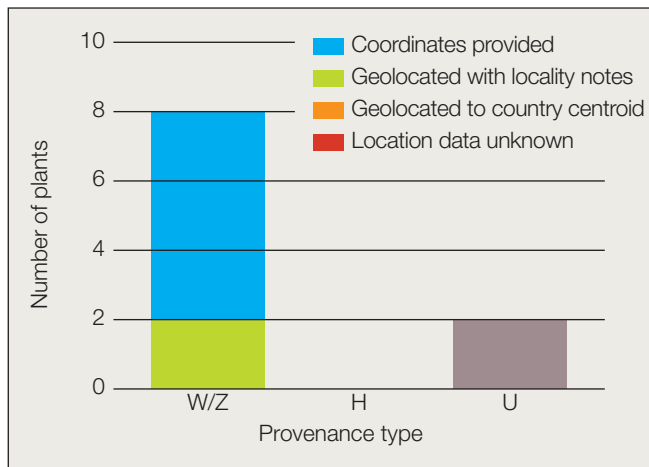 10
8
6
4
2
0
Number of plants
Coordinates provided
Geolocated with locality notes
Geolocated to country centroid
Location data unknown
W/Z H U
Provenance type